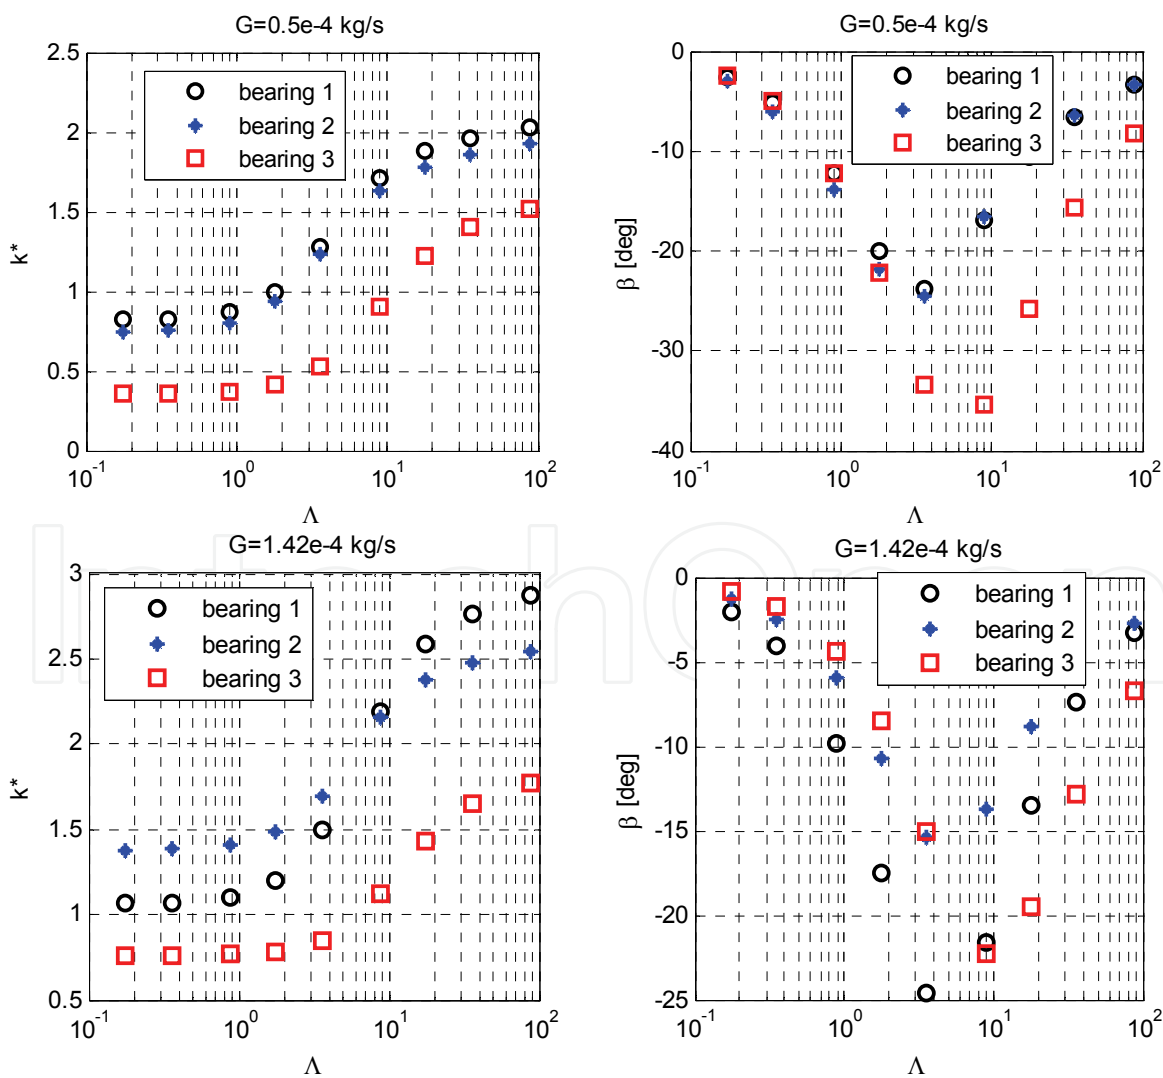 G=0.5e-4 kg/s
2.5
2
1.5
1
0.5
0
k*
bearing 1
bearing 2
bearing 3
10-1
100
101
102
Λ
G=0.5e-4 kg/s
0
-10
-20
-30
-40
β [deg]
bearing 1
bearing 2
bearing 3
10-1
100
101
102
Λ
G=1.42e-4 kg/s
3
2.5
2
1.5
1
0.5
k*
bearing 1
bearing 2
bearing 3
10-1
100
101
102
Λ
G=1.42e-4 kg/s
0
-5
-10
-15
-20
-25
β [deg]
bearing 1
bearing 2
bearing 3
10-1
100
101
102
Λ
IntechOpen